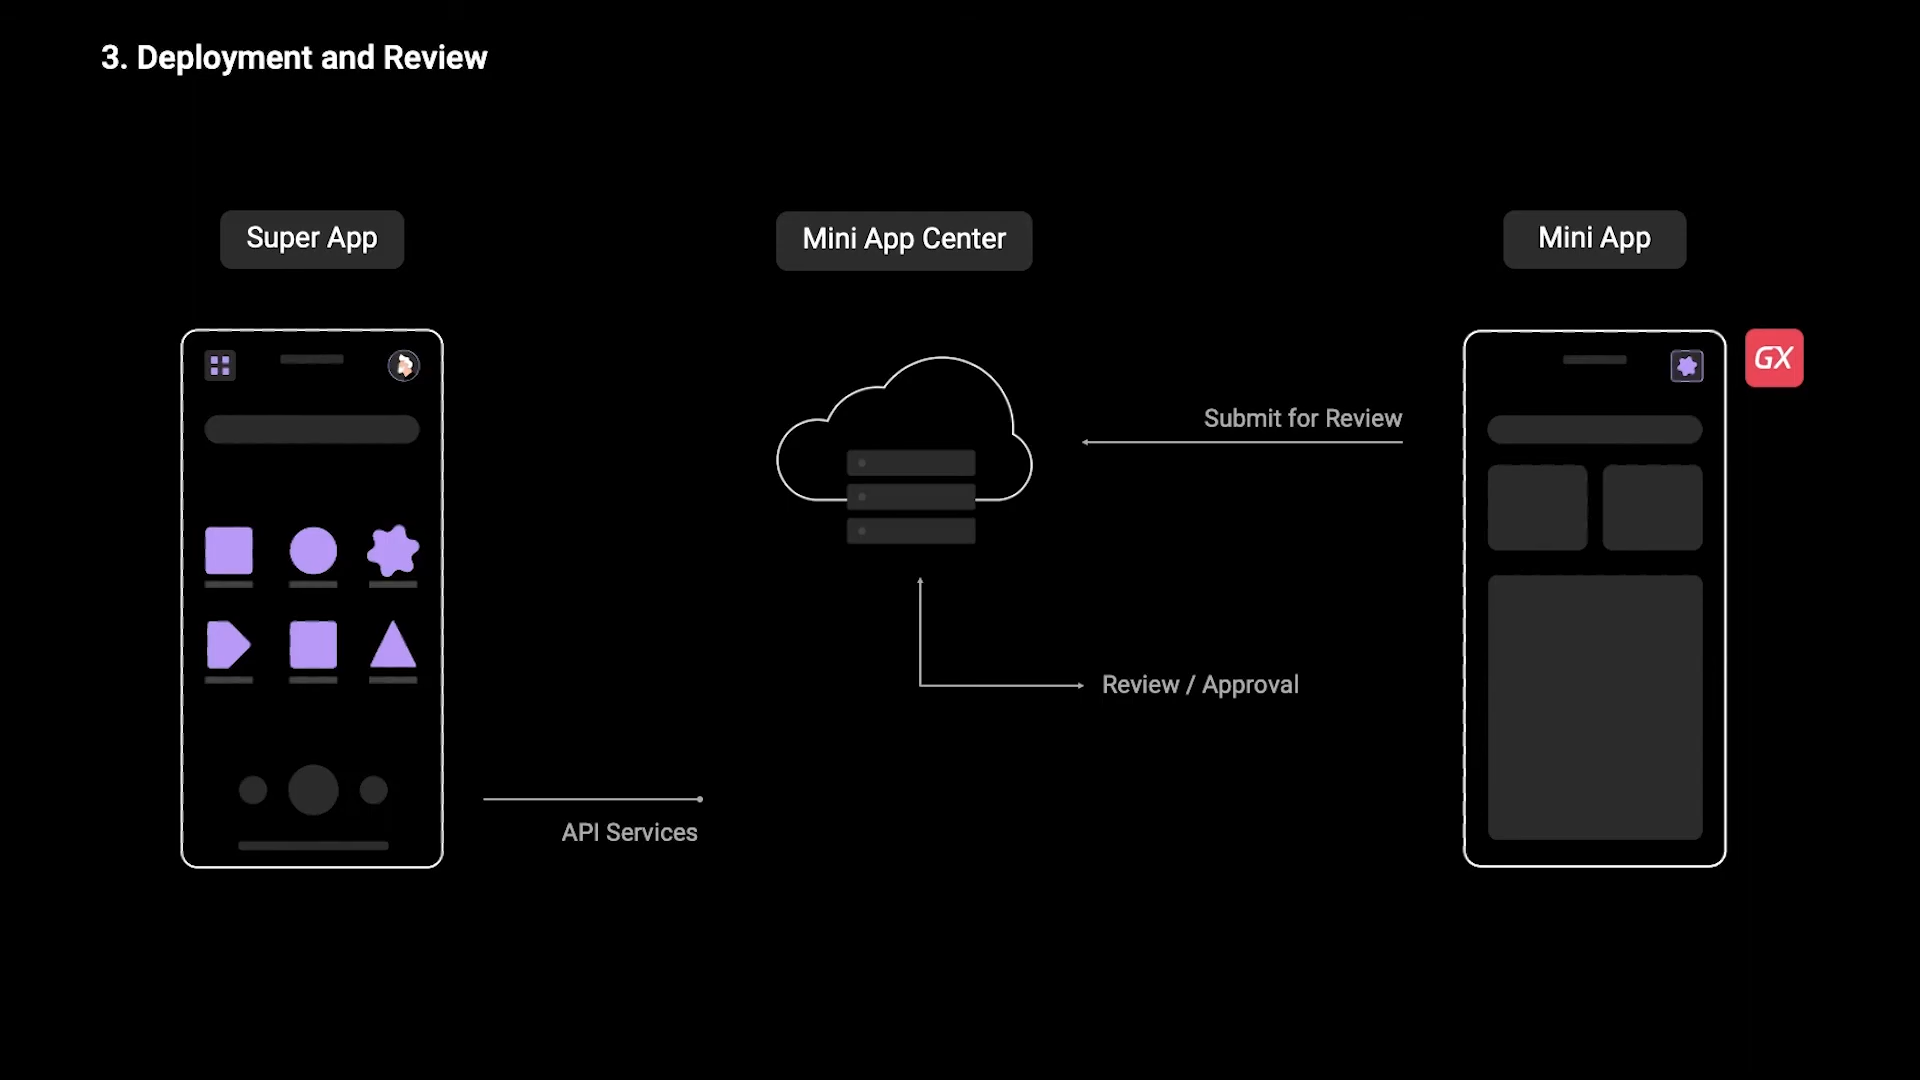 3. Deployment and Review
Super App
Mini App Center
Mini App
GX
Submit for Review
Review / Approval
API Services